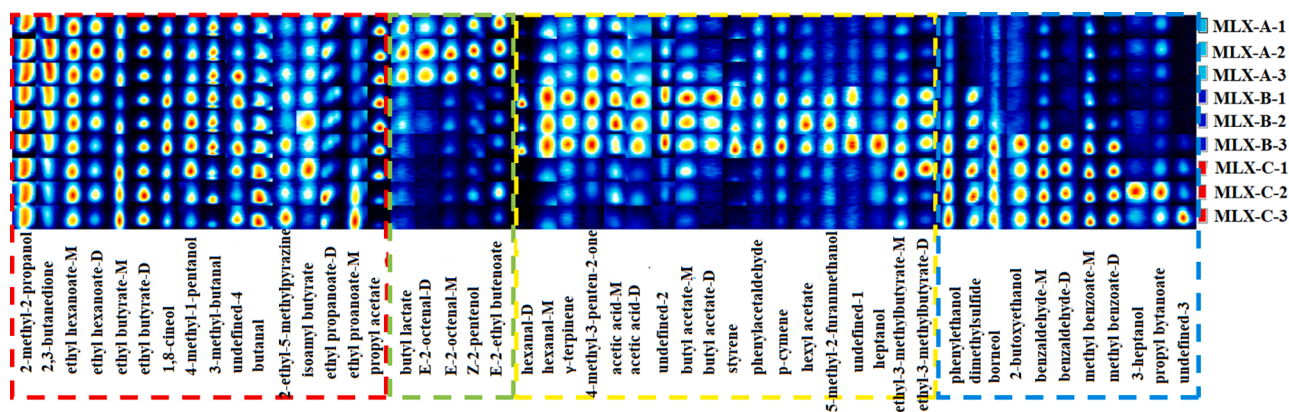 MLX-A-1
MLX-A-2
MLX-A-3
MLX-B-1
MLX-B-2
MLX-B-3
MLX-C-1
MLX-C-2
MLX-C-3
2-methyl-2-propanol
2,3-butanedione
ethyl hexanoate-M
ethyl hexanoate-D
ethyl butyrate-M
ethyl butyrate-D
1,8-cineol
4-methyl-1-pentanol
3-methyl-butanal
undefined-4
butanal
2-ethyl-5-methylpyrazine
isoamyl butyrate
ethyl propanoate-D
ethyl proanoate-M
propyl acetate
butyl lactate
E-2-octenal-D
E-2-octenal-M
Z-2-pentenol
E-2-ethyl butenoate
hexanal-D
hexanal-M
γ-terpinene
4-methyl-3-penten-2-one
acetic acid-M
acetic acid-D
undefined-2
butyl acetate-M
butyl acetate-D
styrene
phenylacetaldehyde
p-cymene
hexyl acetate
5-methyl-2-furanmethanol
undefined-1
heptanol
ethyl-3-methylbutyrate-M
ethyl-3-methylbutyrate-D
phenylethanol
dimethylsulfide
borneol
2-butoxyethanol
benzaldehyde-M
benzaldehyde-D
methyl benzoate-M
methyl benzoate-D
3-heptanol
propyl bytanoate
undefined-3